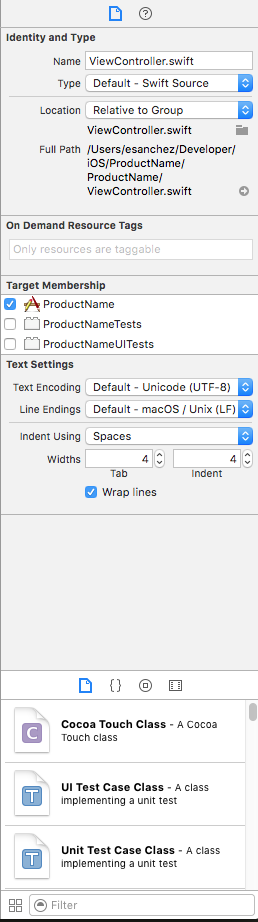 Identity and Type
Name ViewController.swift
Type Default - Swift Source
Location Relative to Group
ViewController.swift
Full Path /Users/esanchez/Developer/
iOS/ProductName/
ProductName/
ViewController.swift
On Demand Resource Tags
Only resources are taggable
Target Membership
ProductName
ProductNameTests
ProductNameUITests
Text Settings
Text Encoding Default - Unicode (UTF-8)
Line Endings Default - macOS / Unix (LF)
Indent Using Spaces
Widths 4 4
Tab Indent
Wrap lines
{}
C Cocoa Touch Class - A Cocoa
Touch class
T UI Test Case Class - A class
implementing a unit test
T Unit Test Case Class - A class
implementing a unit test
Filter